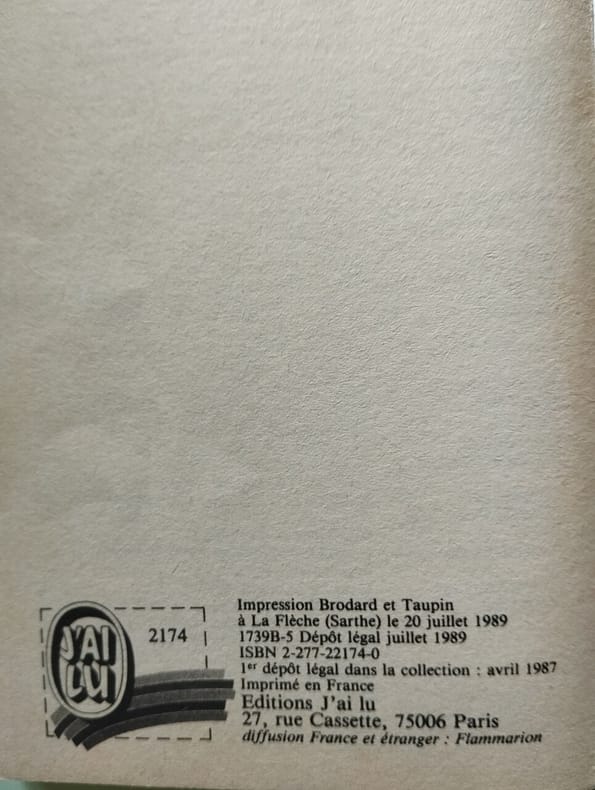 J'AI
LU
2174
Impression Brodard et Taupin
à La Flèche (Sarthe) le 20 juillet 1989
1739B-5 Dépôt légal juillet 1989
ISBN 2-277-22174-0
1er dépôt légal dans la collection : avril 1987
Imprimé en France
Editions J'ai lu
27, rue Cassette, 75006 Paris
diffusion France et étranger : Flammarion